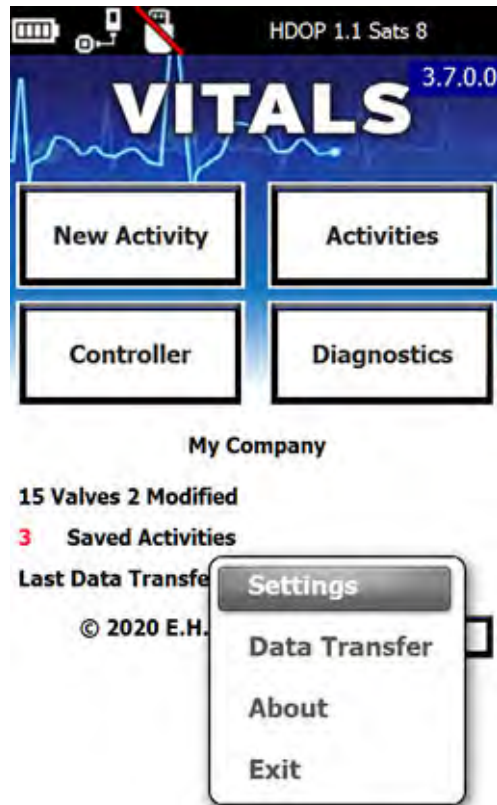 HDOP 1.1 Sats 8
VITALS
3.7.0.0
New Activity
Activities
Controller
Diagnostics
My Company
15 Valves 2 Modified
3 Saved Activities
Last Data Transfe
© 2020 E.H.
Settings
Data Transfer
About
Exit